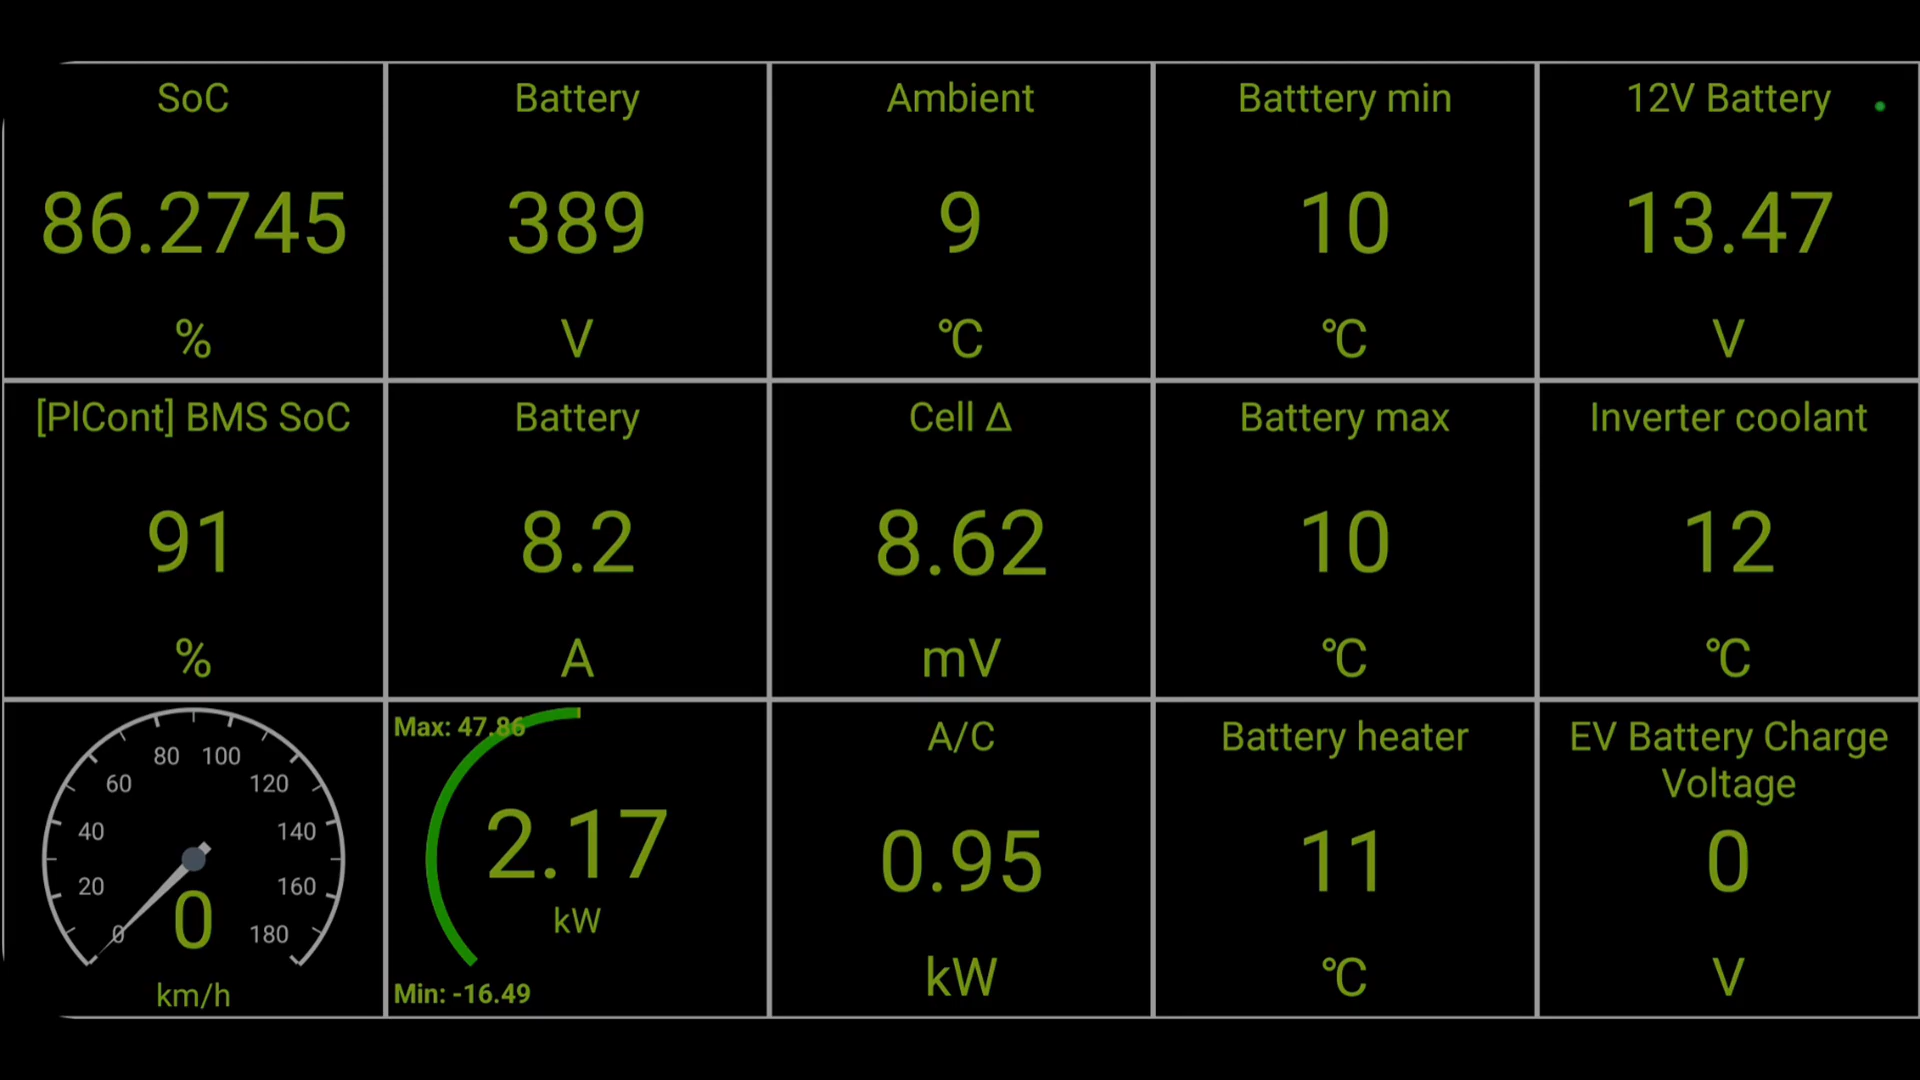 SoC
86.2745
%
Battery
389
V
Ambient
9
°C
Batttery min
10
°C
12V Battery
13.47
V
[PlCont] BMS SoC
91
%
Battery
8.2
A
Cell Δ
8.62
mV
Battery max
10
°C
Inverter coolant
12
°C
0
20
40
60
80
100
120
140
160
180
0
km/h
Max: 47.86
2.17
kW
Min: -16.49
A/C
0.95
kW
Battery heater
11
°C
EV Battery Charge
Voltage
0
V